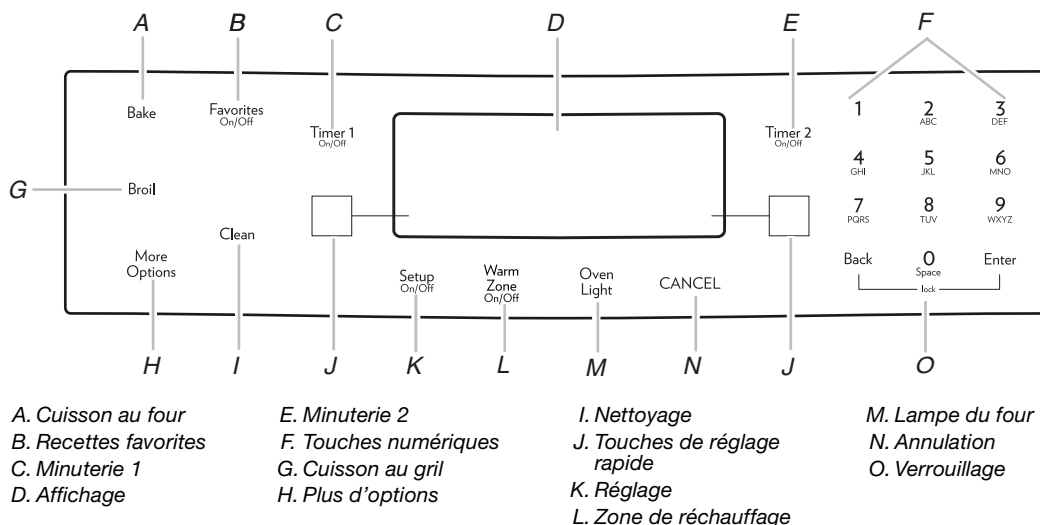 A B C D E F
Bake
Favorites
On/Off
Timer 1
On/Off
Timer 2
On/Off
1 2 3
ABC DEF
4 5 6
GHI JKL MNO
7 8 9
PQRS TUV WXYZ
G
Broil
Clean
More
Options
Setup
On/Off
Warm
Zone
On/Off
Oven
Light
CANCEL
Back 0 Enter
Space
lock
H I J K L M N J O
A. Cuisson au four
B. Recettes favorites
C. Minuterie 1
D. Affichage
E. Minuterie 2
F. Touches numériques
G. Cuisson au gril
H. Plus d'options
I. Nettoyage
J. Touches de réglage
rapide
K. Réglage
L. Zone de réchauffage
M. Lampe du four
N. Annulation
O. Verrouillage